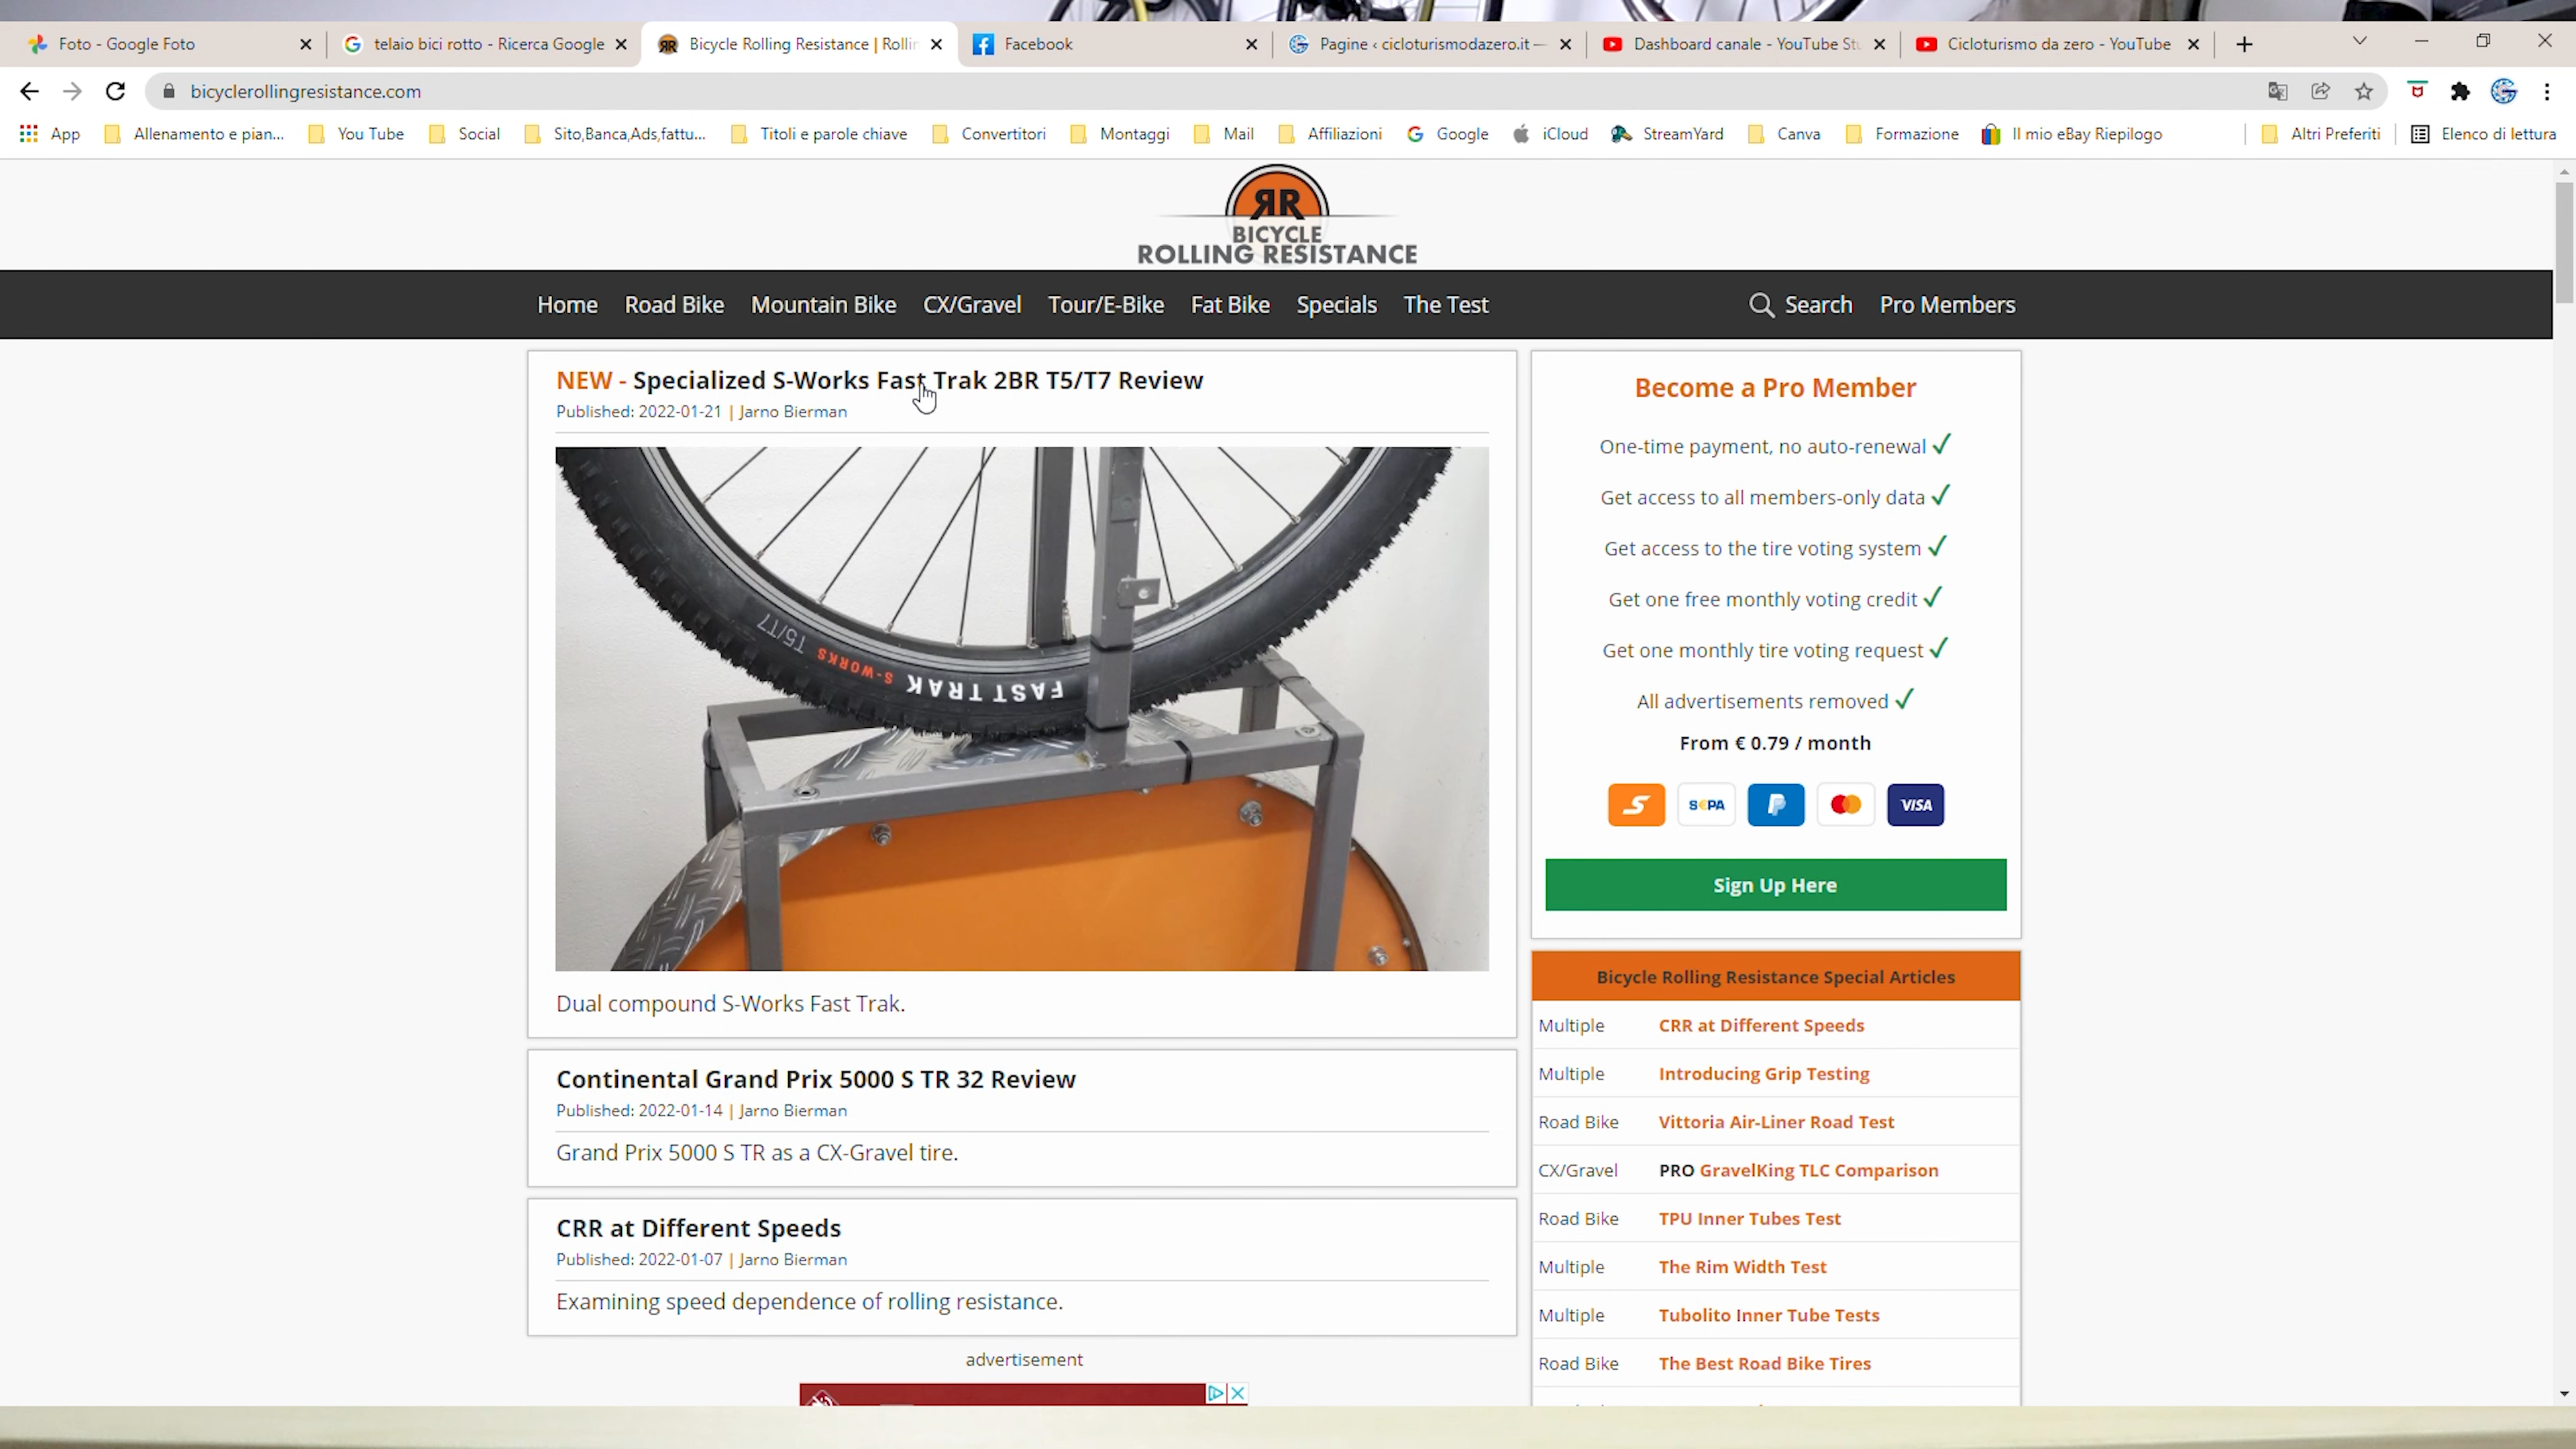 Foto - Google Foto
telaio bici rotto - Ricerca Google
Bicycle Rolling Resistance | Rollin
Facebook
Pagine ‹ cicloturismodazero.it —
Dashboard canale - YouTube Stu
Cicloturismo da zero - YouTube
bicyclerollingresistance.com
App
Allenamento e pian...
You Tube
Social
Sito,Banca,Ads,fattu...
Titoli e parole chiave
Convertitori
Montaggi
Mail
Affiliazioni
Google
iCloud
StreamYard
Canva
Formazione
Il mio eBay Riepilogo
Altri Preferiti
Elenco di lettura
RR
BICYCLE
ROLLING RESISTANCE
Home Road Bike Mountain Bike CX/Gravel Tour/E-Bike Fat Bike Specials The Test Search Pro Members
NEW - Specialized S-Works Fast Trak 2BR T5/T7 Review
Published: 2022-01-21 | Jarno Bierman
T5/T7 S-WORKS FAST TRAK
Dual compound S-Works Fast Trak.
Continental Grand Prix 5000 S TR 32 Review
Published: 2022-01-14 | Jarno Bierman
Grand Prix 5000 S TR as a CX-Gravel tire.
CRR at Different Speeds
Published: 2022-01-07 | Jarno Bierman
Examining speed dependence of rolling resistance.
advertisement
Become a Pro Member
One-time payment, no auto-renewal ✓
Get access to all members-only data ✓
Get access to the tire voting system ✓
Get one free monthly voting credit ✓
Get one monthly tire voting request ✓
All advertisements removed ✓
From € 0.79 / month
S€PA
VISA
Sign Up Here
Bicycle Rolling Resistance Special Articles
Multiple CRR at Different Speeds
Multiple Introducing Grip Testing
Road Bike Vittoria Air-Liner Road Test
CX/Gravel PRO GravelKing TLC Comparison
Road Bike TPU Inner Tubes Test
Multiple The Rim Width Test
Multiple Tubolito Inner Tube Tests
Road Bike The Best Road Bike Tires